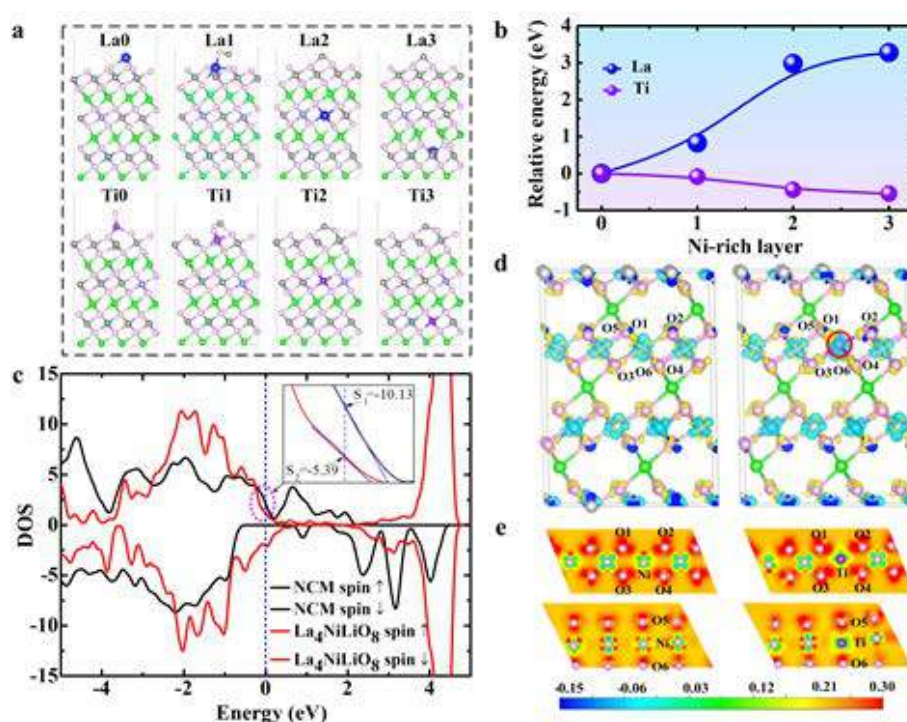 a
La0 La1 La2 La3
Ti0 Ti1 Ti2 Ti3
b
Relative energy (eV)
4
3
2
1
0
-1
La
Ti
0 1 2 3
Ni-rich layer
c
DOS
15
10
5
0
-5
-10
-15
S1=-10.13
S2=-5.39
NCM spin ↑
NCM spin ↓
La4NiLiO8 spin ↑
La4NiLiO8 spin ↓
-4 -2 0 2 4
Energy (eV)
d
O5 O1 O2
O3 O6 O4
O5 O1 O2
O3 O6 O4
e
O1 O2
Ni
O3 O4
O1 O2
Ti
O3 O4
O5
Ni
O6
O5
Ti
O6
-0.15 -0.06 0.03 0.12 0.21 0.30